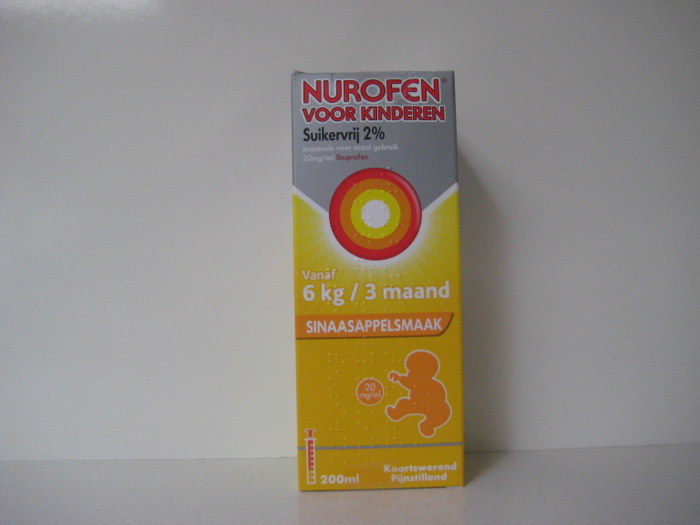 NUROFEN®
VOOR KINDEREN
Suikervrij 2%
suspensie voor oraal gebruik
20mg/ml Ibuprofen
Vanaf
6 kg / 3 maand
SINAASAPPELSMAAK
20
mg/ml
200ml
Koortswerend
Pijnstillend